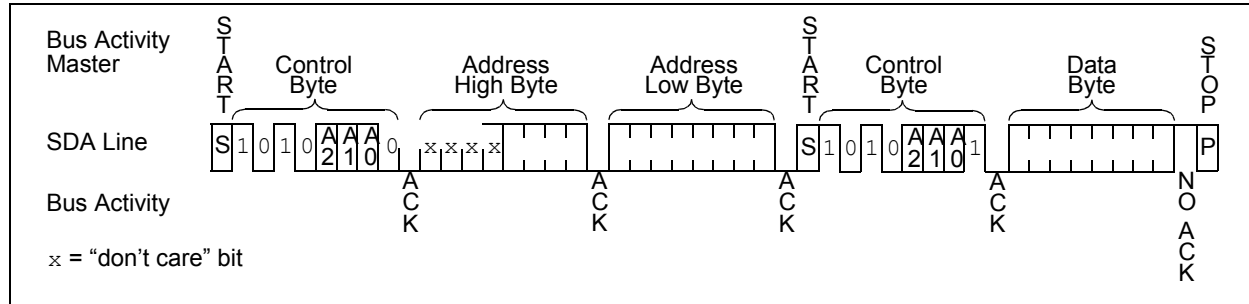 Bus Activity
Master
SDA Line
Bus Activity
x = “don’t care” bit
START
Control
Byte
Address
High Byte
Address
Low Byte
START
Control
Byte
Data
Byte
STOP
S 1 0 1 0 A2 A1 A0 0 x x x x S 1 0 1 0 A2 A1 A0 1 P
ACK
ACK
ACK
ACK
NO ACK